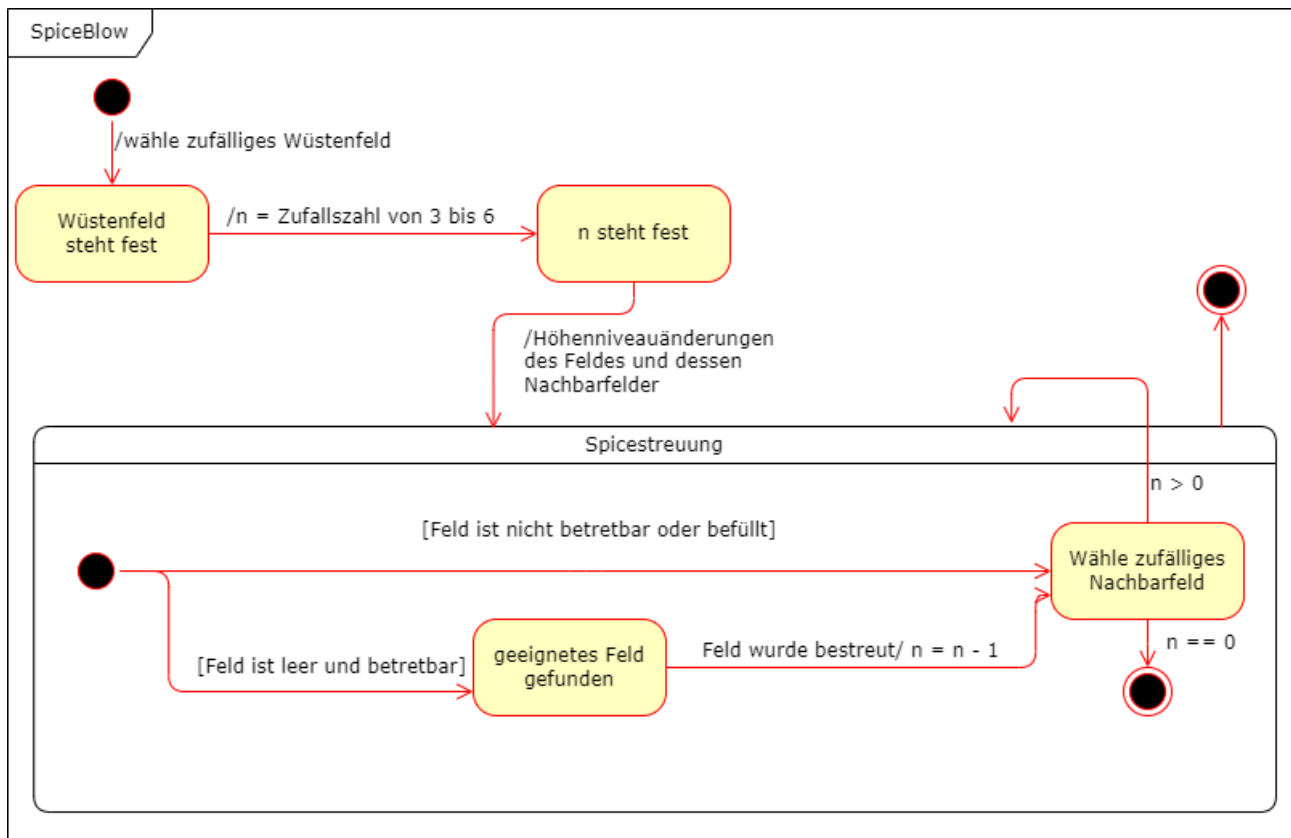 SpiceBlow
/wähle zufälliges Wüstenfeld
Wüstenfeld
steht fest
/n = Zufallszahl von 3 bis 6
n steht fest
/Höhenniveauänderungen
des Feldes und dessen
Nachbarfelder
Spicestreuung
n > 0
[Feld ist nicht betretbar oder befüllt]
Wähle zufälliges
Nachbarfeld
[Feld ist leer und betretbar]
geeignetes Feld
gefunden
Feld wurde bestreut/ n = n - 1
n == 0